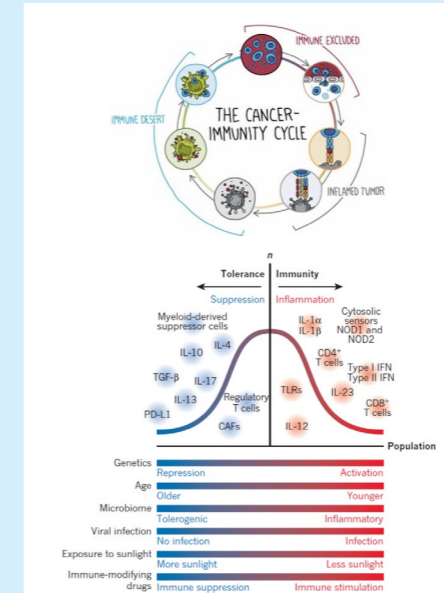 IMMUNE EXCLUDED
THE CANCER-
IMMUNITY CYCLE
IMMUNE DESERT
INFLAMED TUMOR
n
Tolerance
Immunity
Suppression
Inflammation
Myeloid-derived
suppressor cells
IL-10
IL-4
TGF-β
IL-17
IL-13
PD-L1
Regulatory
T cells
CAFs
IL-1α
IL-1β
Cytosolic
sensors
NOD1 and
NOD2
CD4+
T cells
Type I IFN
Type II IFN
TLRs
IL-23
CD8+
T cells
IL-12
Population
Genetics
Repression
Activation
Age
Older
Younger
Microbiome
Tolerogenic
Inflammatory
Viral infection
No infection
Infection
Exposure to sunlight
More sunlight
Less sunlight
Immune-modifying
drugs
Immune suppression
Immune stimulation